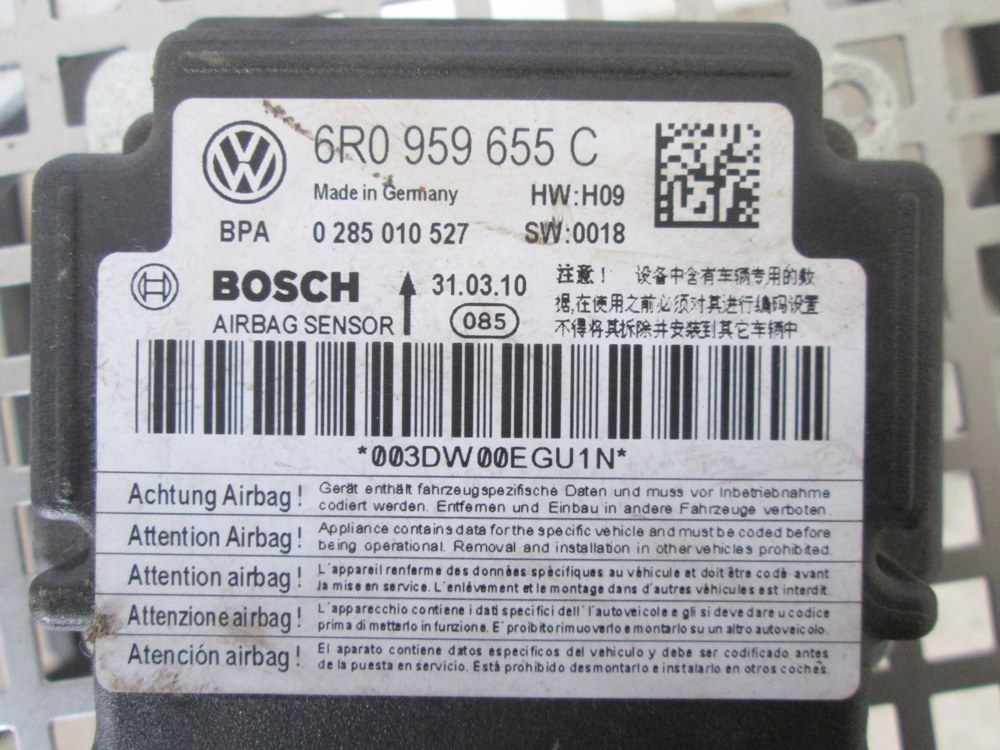 6R0 959 655 C
Made in Germany HW:H09
BPA 0 285 010 527 SW:0018
BOSCH 31.03.10
AIRBAG SENSOR 085
注意！ 设备中含有车辆专用的数
据,在使用之前必须对其进行编码设置
不得将其拆除并安装到其它车辆中
*003DW00EGU1N*
Achtung Airbag! Gerät enthält fahrzeugspezifische Daten und muss vor Inbetriebnahme
codiert werden. Entfernen und Einbau in andere Fahrzeuge verboten.
Attention Airbag! Appliance contains data for the specific vehicle and must be coded before
being operational. Removal and installation in other vehicles prohibited.
Attention airbag! L'appareil renferme des données spécifiques au véhicule et doit être codé avant
la mise en service. L'enlévement et le montage dans d'autres véhicules est interdit.
Attenzione airbag! L'apparecchio contiene i dati specifici dell' l'autoveicolo e gli si deve dare u codice
prima di metterlo in funzione. E' proibito rimuoverlo e montarlo su un altro autoveicolo.
Atención airbag! El aparato contiene datos especificos del vehículo y debe ser codificado antes
de la puesta en servicio. Está prohibido desmontarlo e instalarlo en otros coches.